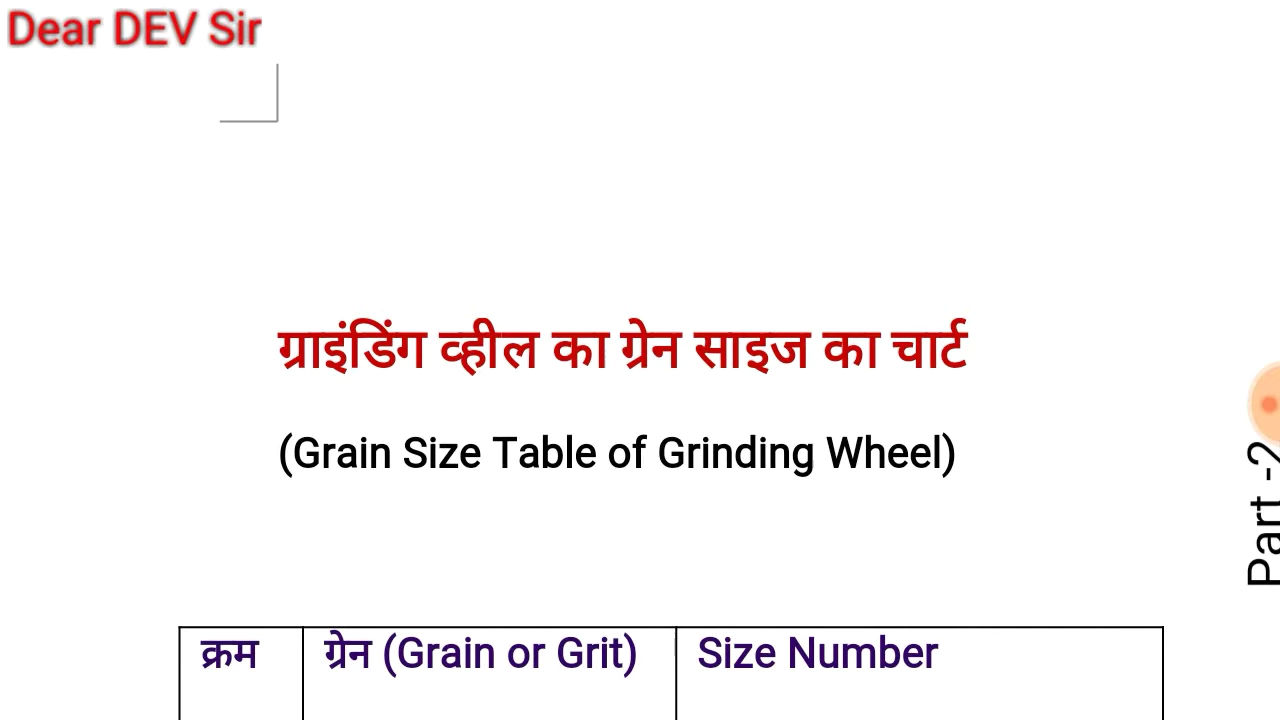 Dear DEV Sir
ग्राइंडिंग व्हील का ग्रेन साइज का चार्ट
(Grain Size Table of Grinding Wheel)
Part -2
क्रम ग्रेन (Grain or Grit) Size Number